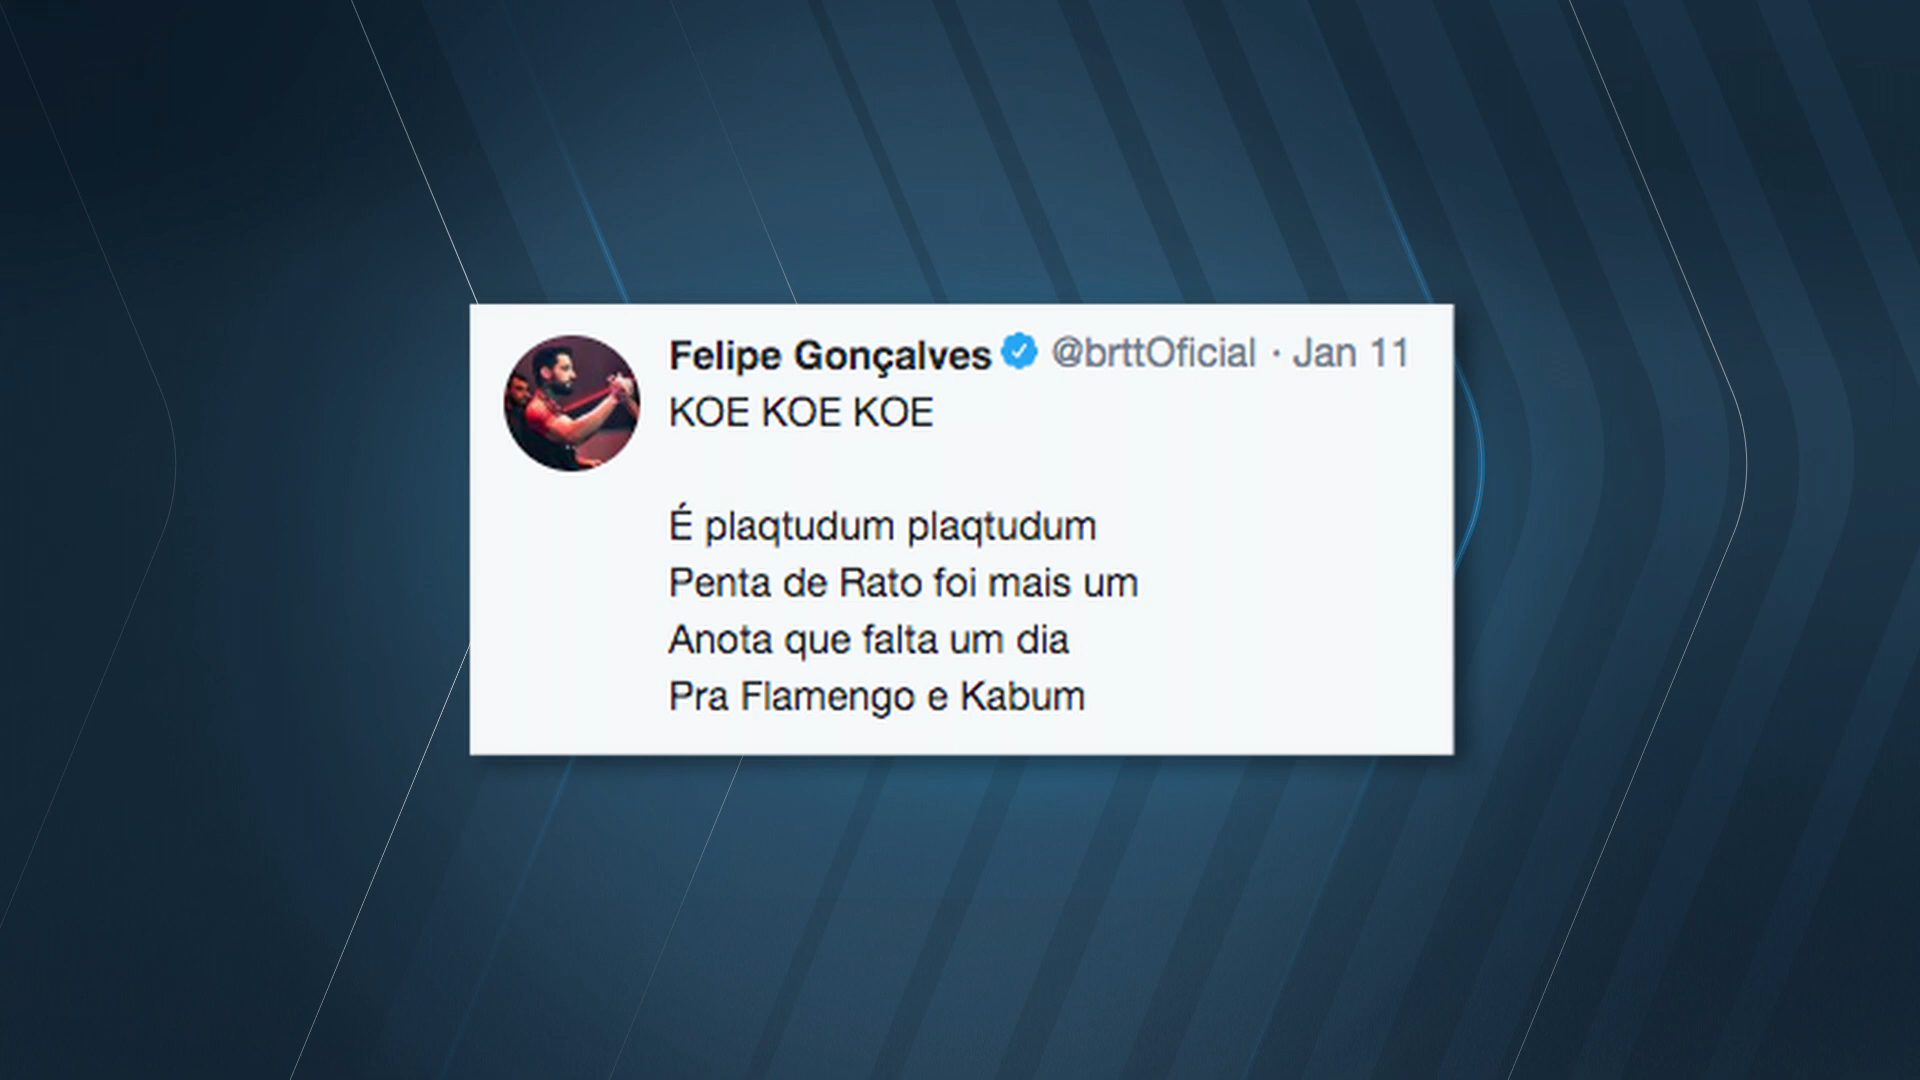 Felipe Gonçalves @brttOficial · Jan 11
KOE KOE KOE
É plaqtudum plaqtudum
Penta de Rato foi mais um
Anota que falta um dia
Pra Flamengo e Kabum